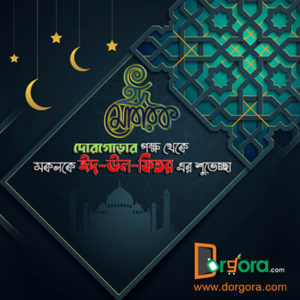 ঈদ
মোবারক
দোরগোড়ার পক্ষ থেকে
সকলকে ঈদ-উল-ফিতর এর শুভেচ্ছা
Dorgora.com
www.dorgora.com